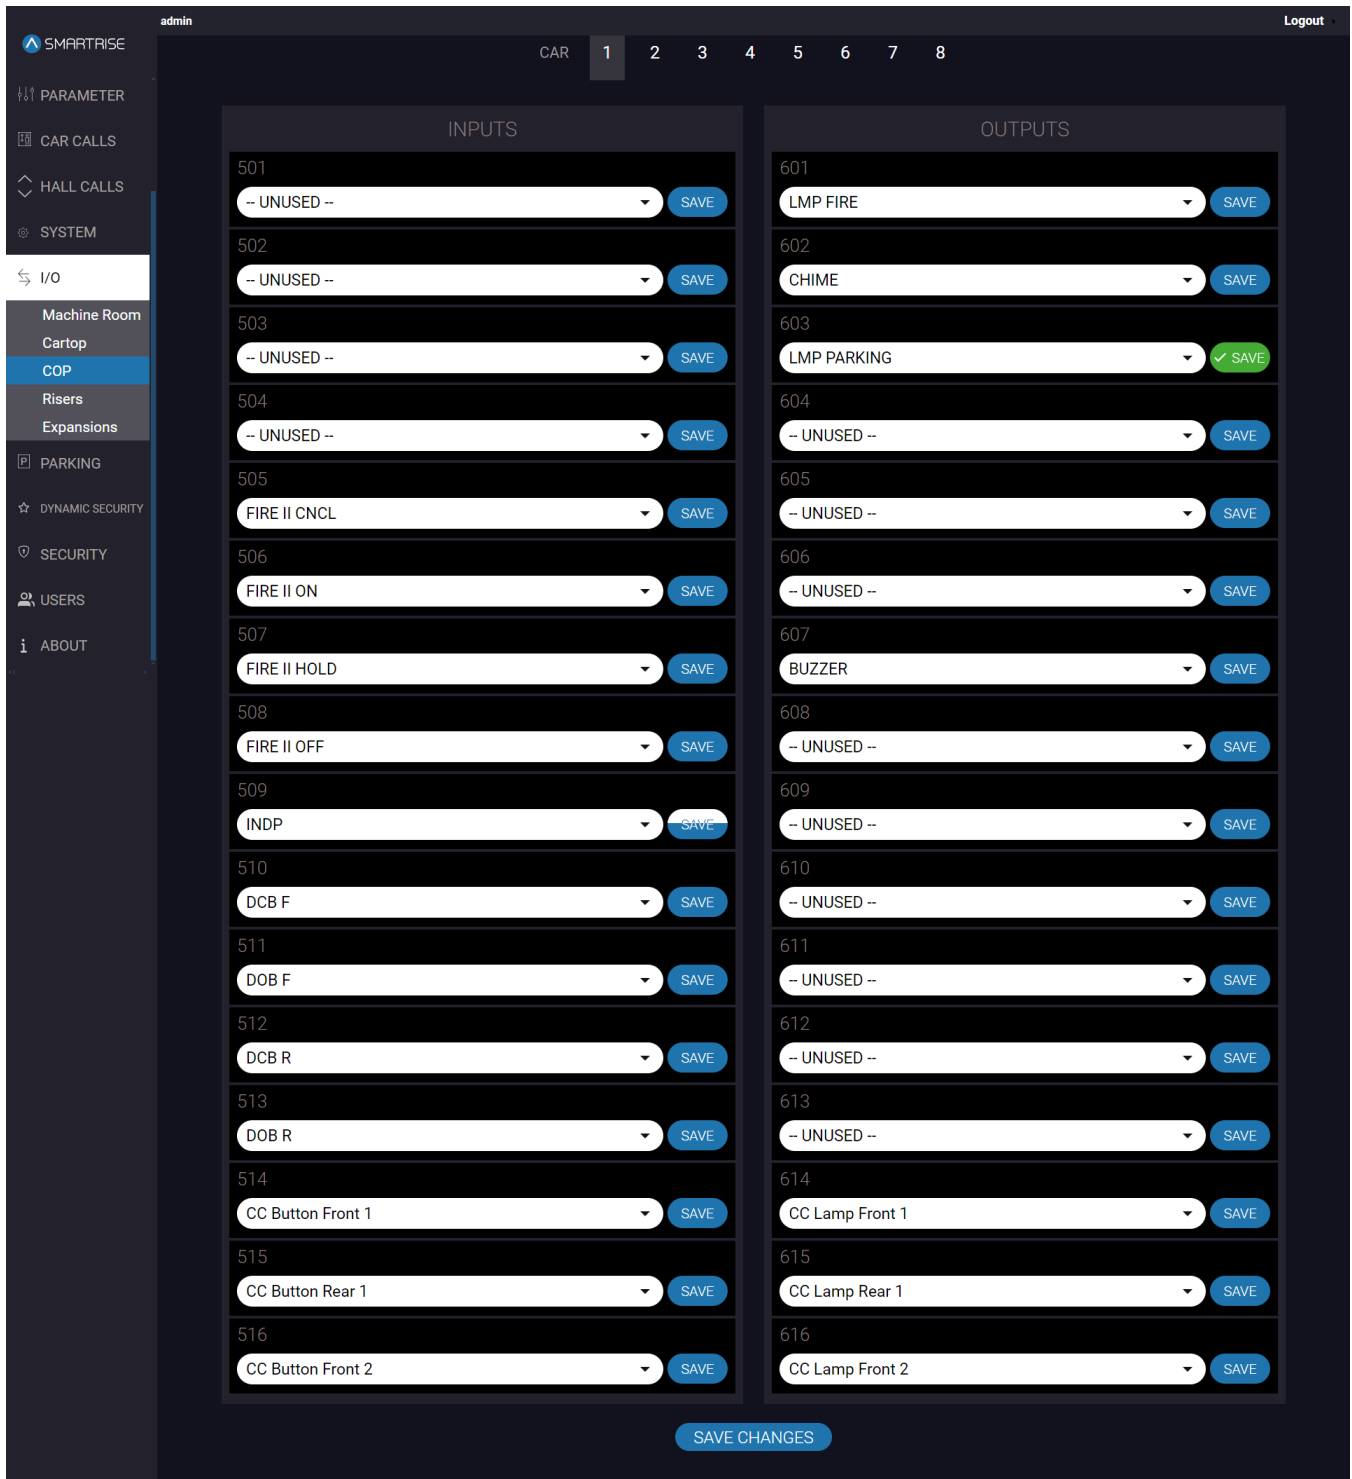 admin
Logout
SMARTRISE
CAR 1 2 3 4 5 6 7 8
PARAMETER
CAR CALLS
HALL CALLS
SYSTEM
I/O
Machine Room
Cartop
COP
Risers
Expansions
P PARKING
DYNAMIC SECURITY
SECURITY
USERS
i ABOUT
INPUTS
501
-- UNUSED -- SAVE
502
-- UNUSED -- SAVE
503
-- UNUSED -- SAVE
504
-- UNUSED -- SAVE
505
FIRE II CNCL SAVE
506
FIRE II ON SAVE
507
FIRE II HOLD SAVE
508
FIRE II OFF SAVE
509
INDP SAVE
510
DCB F SAVE
511
DOB F SAVE
512
DCB R SAVE
513
DOB R SAVE
514
CC Button Front 1 SAVE
515
CC Button Rear 1 SAVE
516
CC Button Front 2 SAVE
OUTPUTS
601
LMP FIRE SAVE
602
CHIME SAVE
603
LMP PARKING ✓ SAVE
604
-- UNUSED -- SAVE
605
-- UNUSED -- SAVE
606
-- UNUSED -- SAVE
607
BUZZER SAVE
608
-- UNUSED -- SAVE
609
-- UNUSED -- SAVE
610
-- UNUSED -- SAVE
611
-- UNUSED -- SAVE
612
-- UNUSED -- SAVE
613
-- UNUSED -- SAVE
614
CC Lamp Front 1 SAVE
615
CC Lamp Rear 1 SAVE
616
CC Lamp Front 2 SAVE
SAVE CHANGES